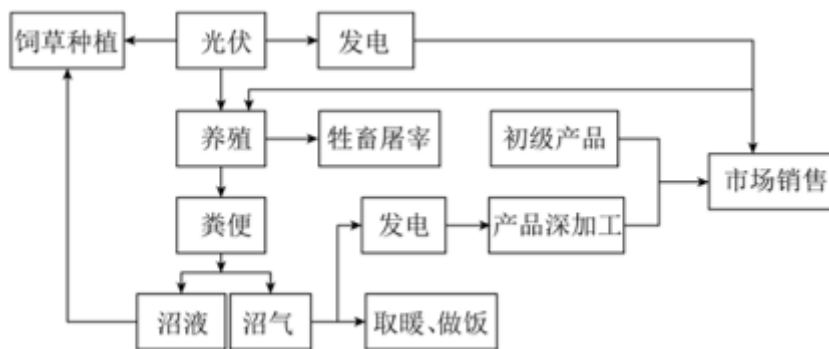 饲草种植
光伏
发电
养殖
牲畜屠宰
初级产品
市场销售
粪便
发电
产品深加工
沼液
沼气
取暖、做饭